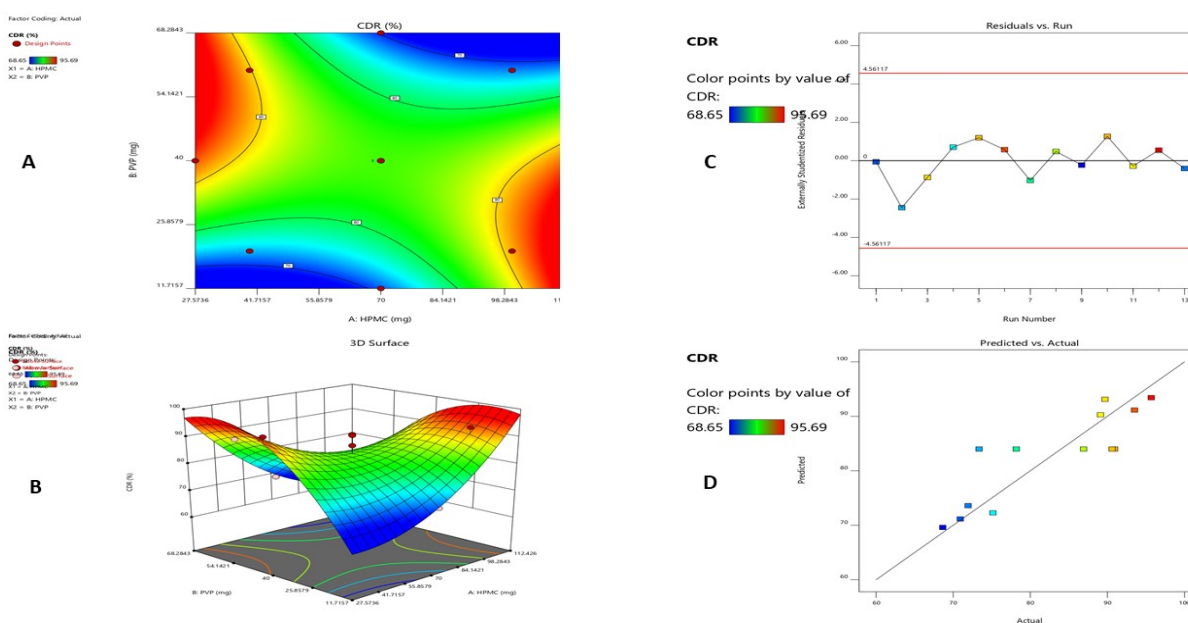 Factor Coding: Actual
CDR (%)
Design Points
68.65 95.69
X1 = A: HPMC
X2 = B: PVP
A
CDR (%)
B: PVP (mg)
68.2843
54.1421
40
25.8579
11.7157
27.5736 41.7157 55.8579 70 84.1421 98.2843 11
A: HPMC (mg)
C
CDR
Color points by value of
CDR:
68.65 95.69
Residuals vs. Run
Externally Studentized Residuals
6.00
4.56117
2.00
0
0.00
-2.00
-4.00
-4.56117
-6.00
1 3 5 7 9 11 13
Run Number
B
CDR (%)
68.65
X2 = B: PVP
3D Surface
CDR (%)
100
90
80
70
60
68.2843
54.1421
40
25.8579
11.7157
B: PVP (mg)
112.426
98.2843
84.1421
70
55.8579
41.7157
27.5736
A: HPMC (mg)
D
CDR
Color points by value of
CDR:
68.65 95.69
Predicted vs. Actual
Predicted
100
90
80
70
60
60 70 80 90 100
Actual